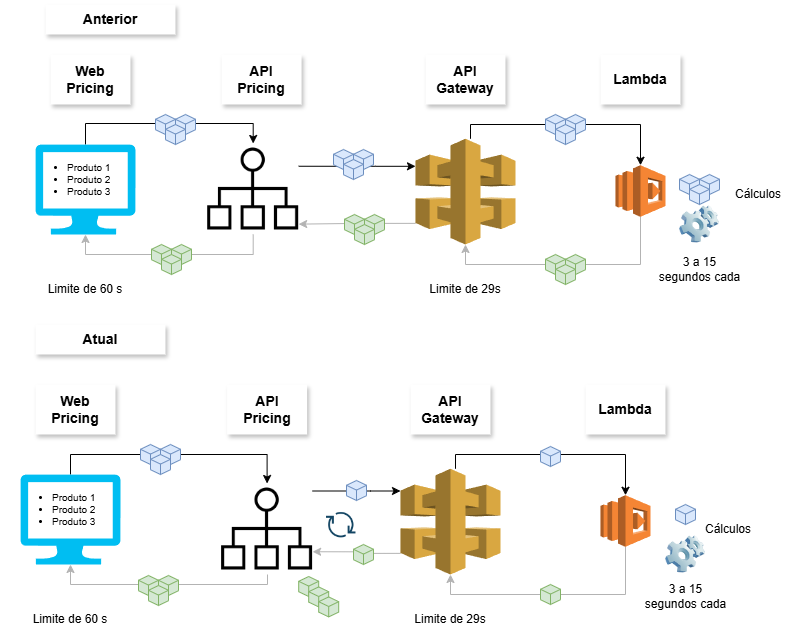 Anterior
Web
Pricing
API
Pricing
API
Gateway
Lambda
Produto 1
Produto 2
Produto 3
Cálculos
3 a 15
segundos cada
Limite de 60 s
Limite de 29s
Atual
Web
Pricing
API
Pricing
API
Gateway
Lambda
Produto 1
Produto 2
Produto 3
Cálculos
3 a 15
segundos cada
Limite de 60 s
Limite de 29s